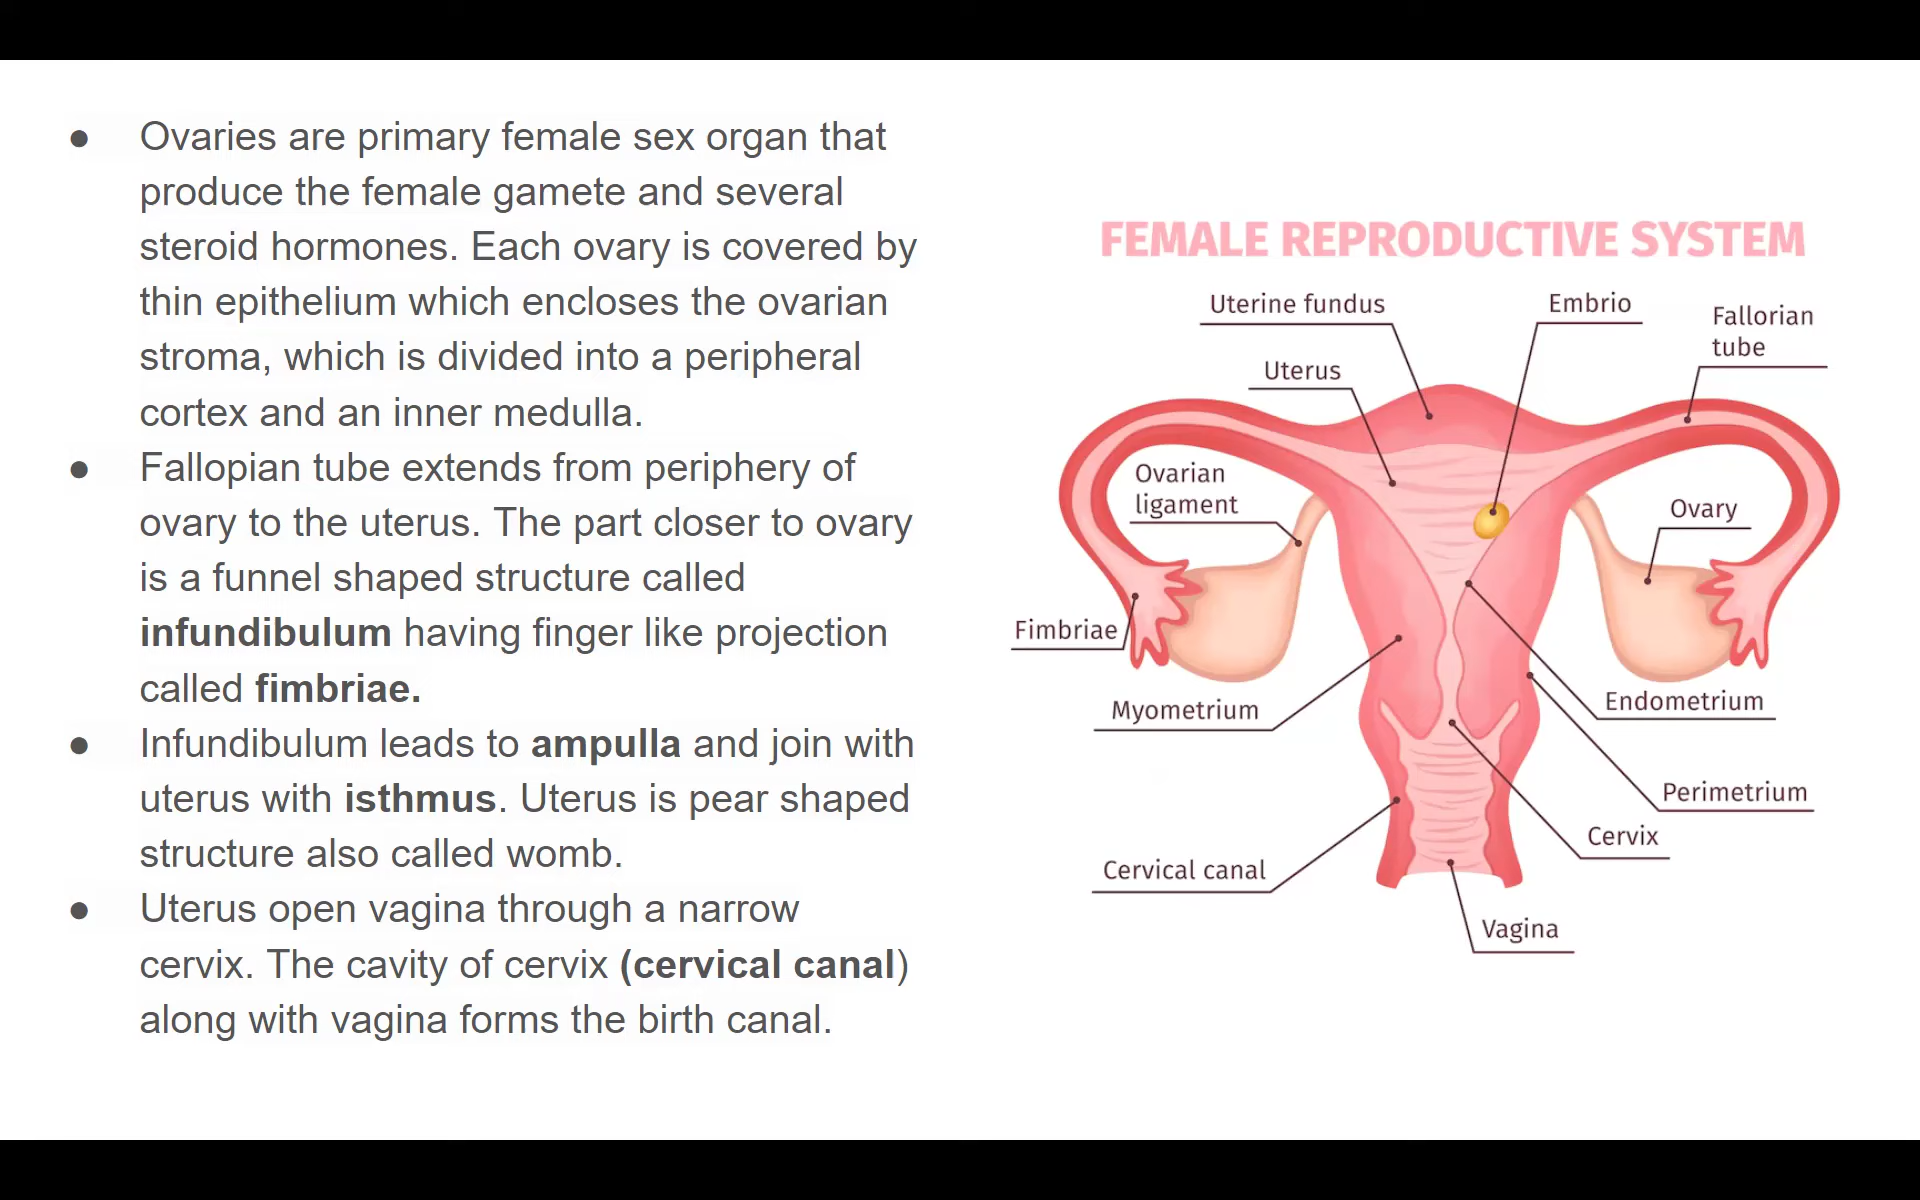 ● Ovaries are primary female sex organ that
produce the female gamete and several
steroid hormones. Each ovary is covered by
thin epithelium which encloses the ovarian
stroma, which is divided into a peripheral
cortex and an inner medulla.
● Fallopian tube extends from periphery of
ovary to the uterus. The part closer to ovary
is a funnel shaped structure called
infundibulum having finger like projection
called fimbriae.
● Infundibulum leads to ampulla and join with
uterus with isthmus. Uterus is pear shaped
structure also called womb.
● Uterus open vagina through a narrow
cervix. The cavity of cervix (cervical canal)
along with vagina forms the birth canal.
FEMALE REPRODUCTIVE SYSTEM
Uterine fundus
Embrio
Fallorian
tube
Uterus
Ovarian
ligament
Ovary
Fimbriae
Myometrium
Endometrium
Perimetrium
Cervix
Cervical canal
Vagina